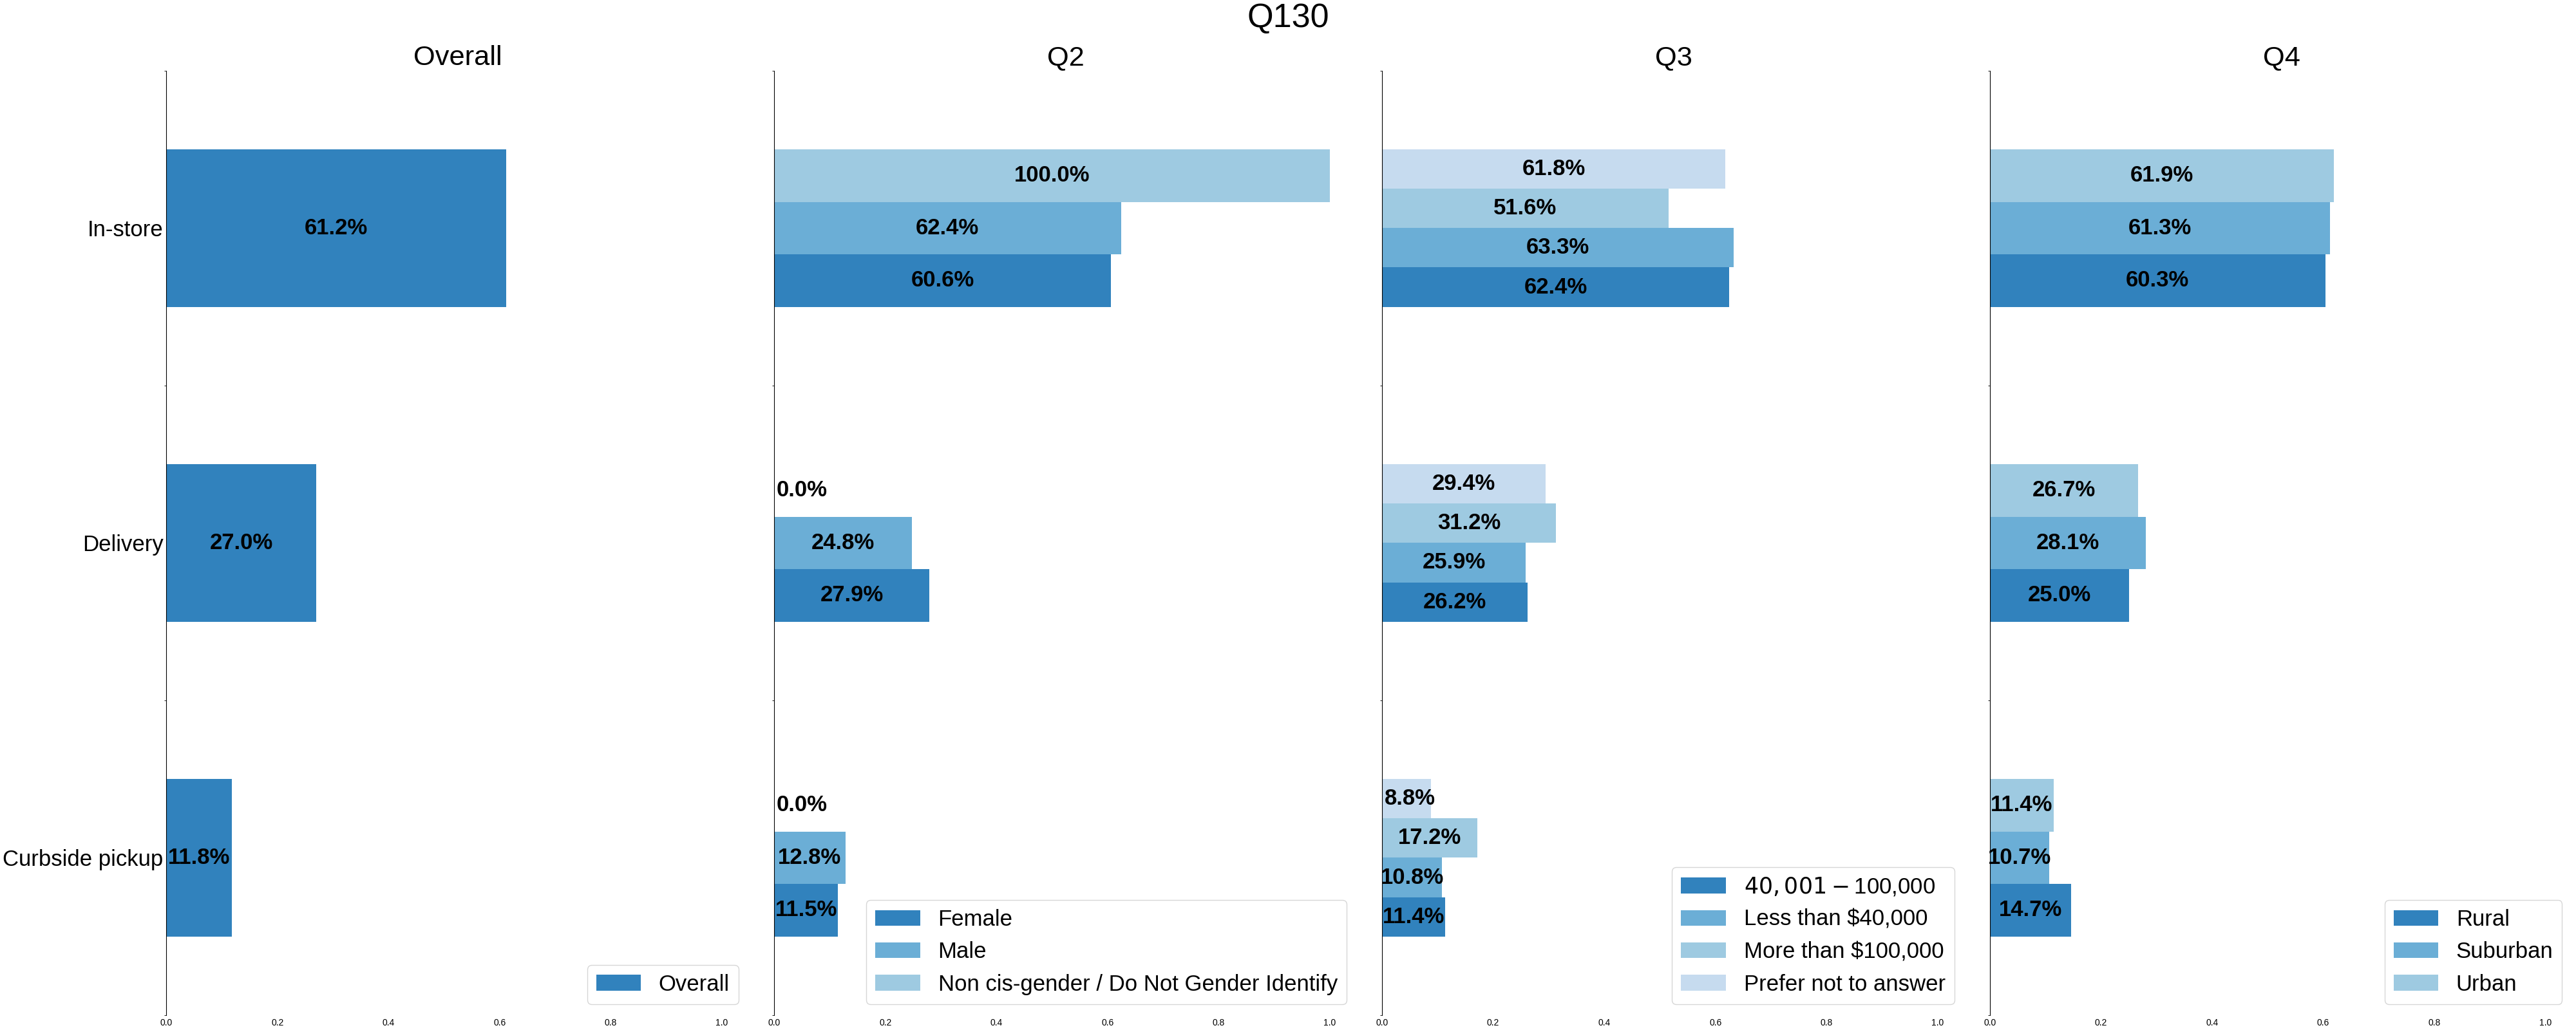 Q130
Overall
In-store
61.2%
Delivery
27.0%
Curbside pickup
11.8%
Overall
0.0 0.2 0.4 0.6 0.8 1.0
Q2
100.0%
62.4%
60.6%
0.0%
24.8%
27.9%
0.0%
12.8%
11.5%
Female
Male
Non cis-gender / Do Not Gender Identify
0.0 0.2 0.4 0.6 0.8 1.0
Q3
61.8%
51.6%
63.3%
62.4%
29.4%
31.2%
25.9%
26.2%
8.8%
17.2%
10.8%
11.4%
40,001 – 100,000
Less than $40,000
More than $100,000
Prefer not to answer
0.0 0.2 0.4 0.6 0.8 1.0
Q4
61.9%
61.3%
60.3%
26.7%
28.1%
25.0%
11.4%
10.7%
14.7%
Rural
Suburban
Urban
0.0 0.2 0.4 0.6 0.8 1.0